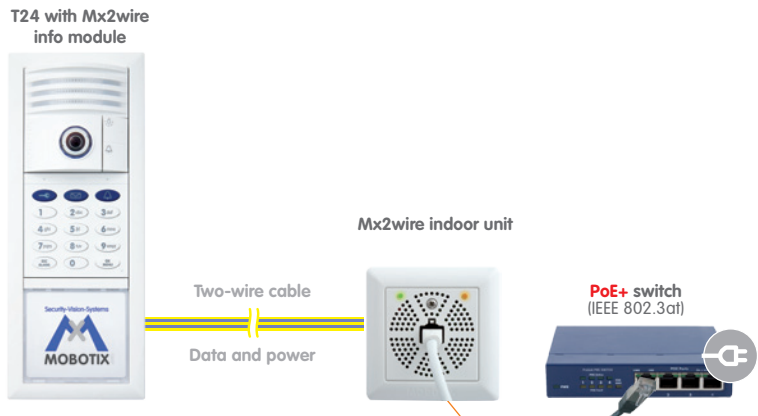 T24 with Mx2wire
info module
1 2 3
4 5 6
7 8 9
0
Security-Vision-Systems
MOBOTIX
Two-wire cable
Data and power
Mx2wire indoor unit
PoE+ switch
(IEEE 802.3at)